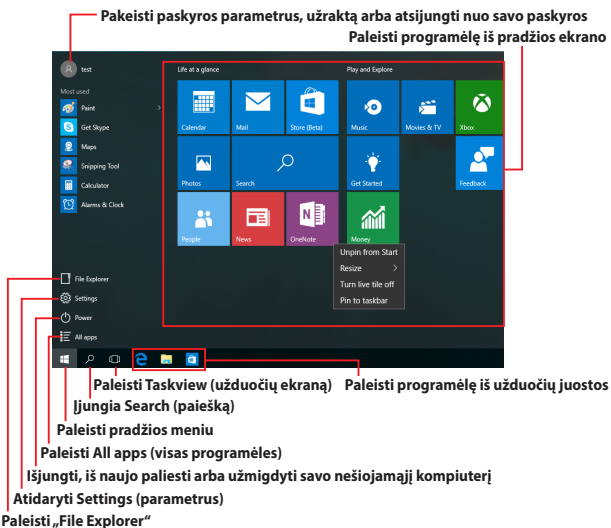 Pakeisti paskyros parametrus, užraktą arba atsijungti nuo savo paskyros
Paleisti programėlę iš pradžios ekrano
test
Life at a glance
Play and Explore
Most used
Paint
Get Skype
Maps
Snipping Tool
Calculator
Alarms & Clock
Calendar
Mail
Store (Beta)
Music
Movies & TV
Xbox
Photos
Search
Get Started
Feedback
People
News
OneNote
Money
Unpin from Start
Resize
Turn live tile off
Pin to taskbar
File Explorer
Settings
Power
All apps
Paleisti Taskview (užduočių ekraną)
Paleisti programėlę iš užduočių juostos
Įjungia Search (paiešką)
Paleisti pradžios meniu
Paleisti All apps (visas programėles)
Išjungti, iš naujo paliesti arba užmigdyti savo nešiojamąjį kompiuterį
Atidaryti Settings (parametrus)
Paleisti „File Explorer“